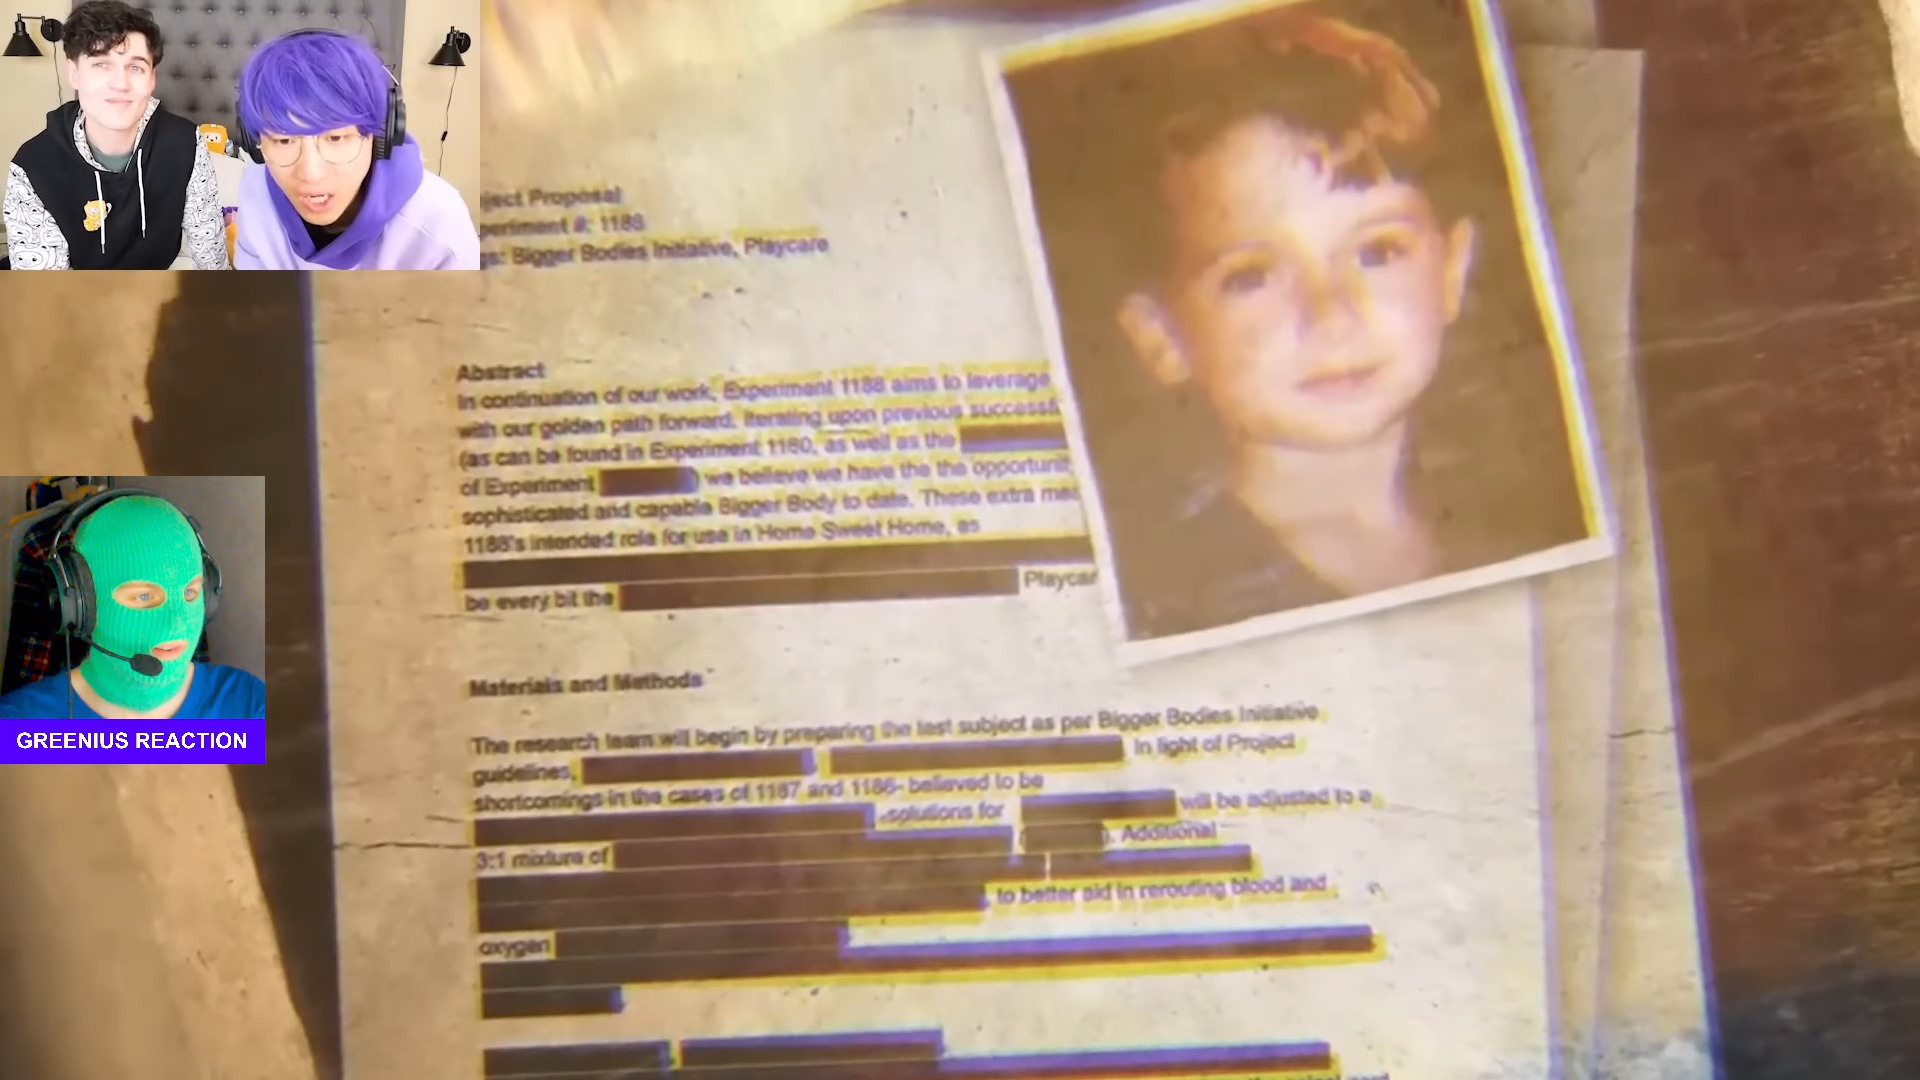 ject Proposal
periment #: 1188
gs: Bigger Bodies Initiative, Playcare
Abstract
In continuation of our work, Experiment 1188 aims to leverage
with our golden path forward. Iterating upon previous successf
(as can be found in Experiment 1160, as well as the
of Experiment ) we believe we have the the opportunit
sophisticated and capable Bigger Body to date. These extra me
1188's intended role for use in Home Sweet Home, as
be every bit the Playcar
Materials and Methods
The research team will begin by preparing the last subject as per Bigger Bodies Initiative
guidelines, . In light of Project
shortcomings in the cases of 1187 and 1186- believed to be
, solutions for will be adjusted to a
3:1 mixture of ). Additional
, to better aid in rerouting blood and
oxygen
GREENIUS REACTION